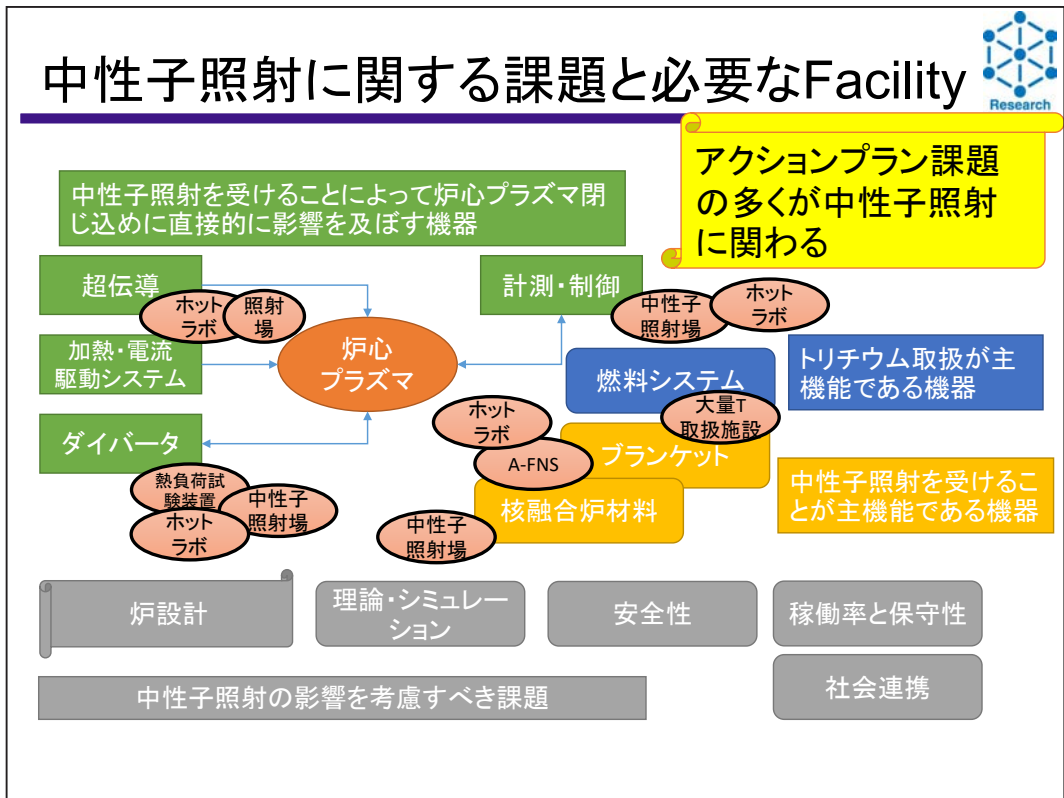 中性子照射に関する課題と必要なFacility
Research
アクションプラン課題
の多くが中性子照射
に関わる
中性子照射を受けることによって炉心プラズマ閉
じ込めに直接的に影響を及ぼす機器
超伝導
ホット
ラボ
照射
場
計測・制御
中性子
照射場
ホット
ラボ
加熱・電流
駆動システム
炉心
プラズマ
燃料システム
大量T
取扱施設
トリチウム取扱が主
機能である機器
ダイバータ
熱負荷試
験装置
中性子
照射場
ホット
ラボ
ホット
ラボ
A-FNS
ブランケット
核融合炉材料
中性子
照射場
中性子照射を受けるこ
とが主機能である機器
炉設計
理論・シミュレー
ション
安全性
稼働率と保守性
中性子照射の影響を考慮すべき課題
社会連携